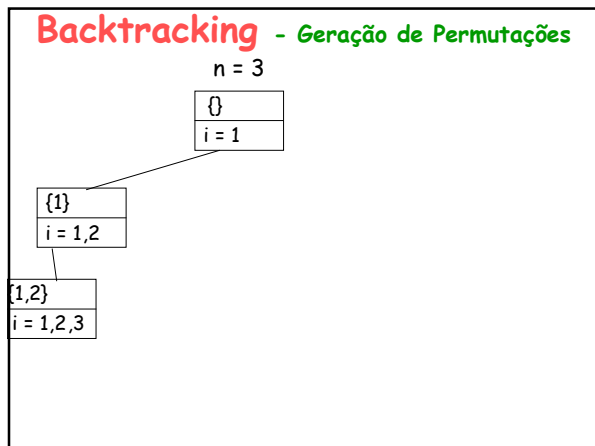 Backtracking - Geração de Permutações
n = 3
{}
i = 1
{1}
i = 1,2
{1,2}
i = 1,2,3